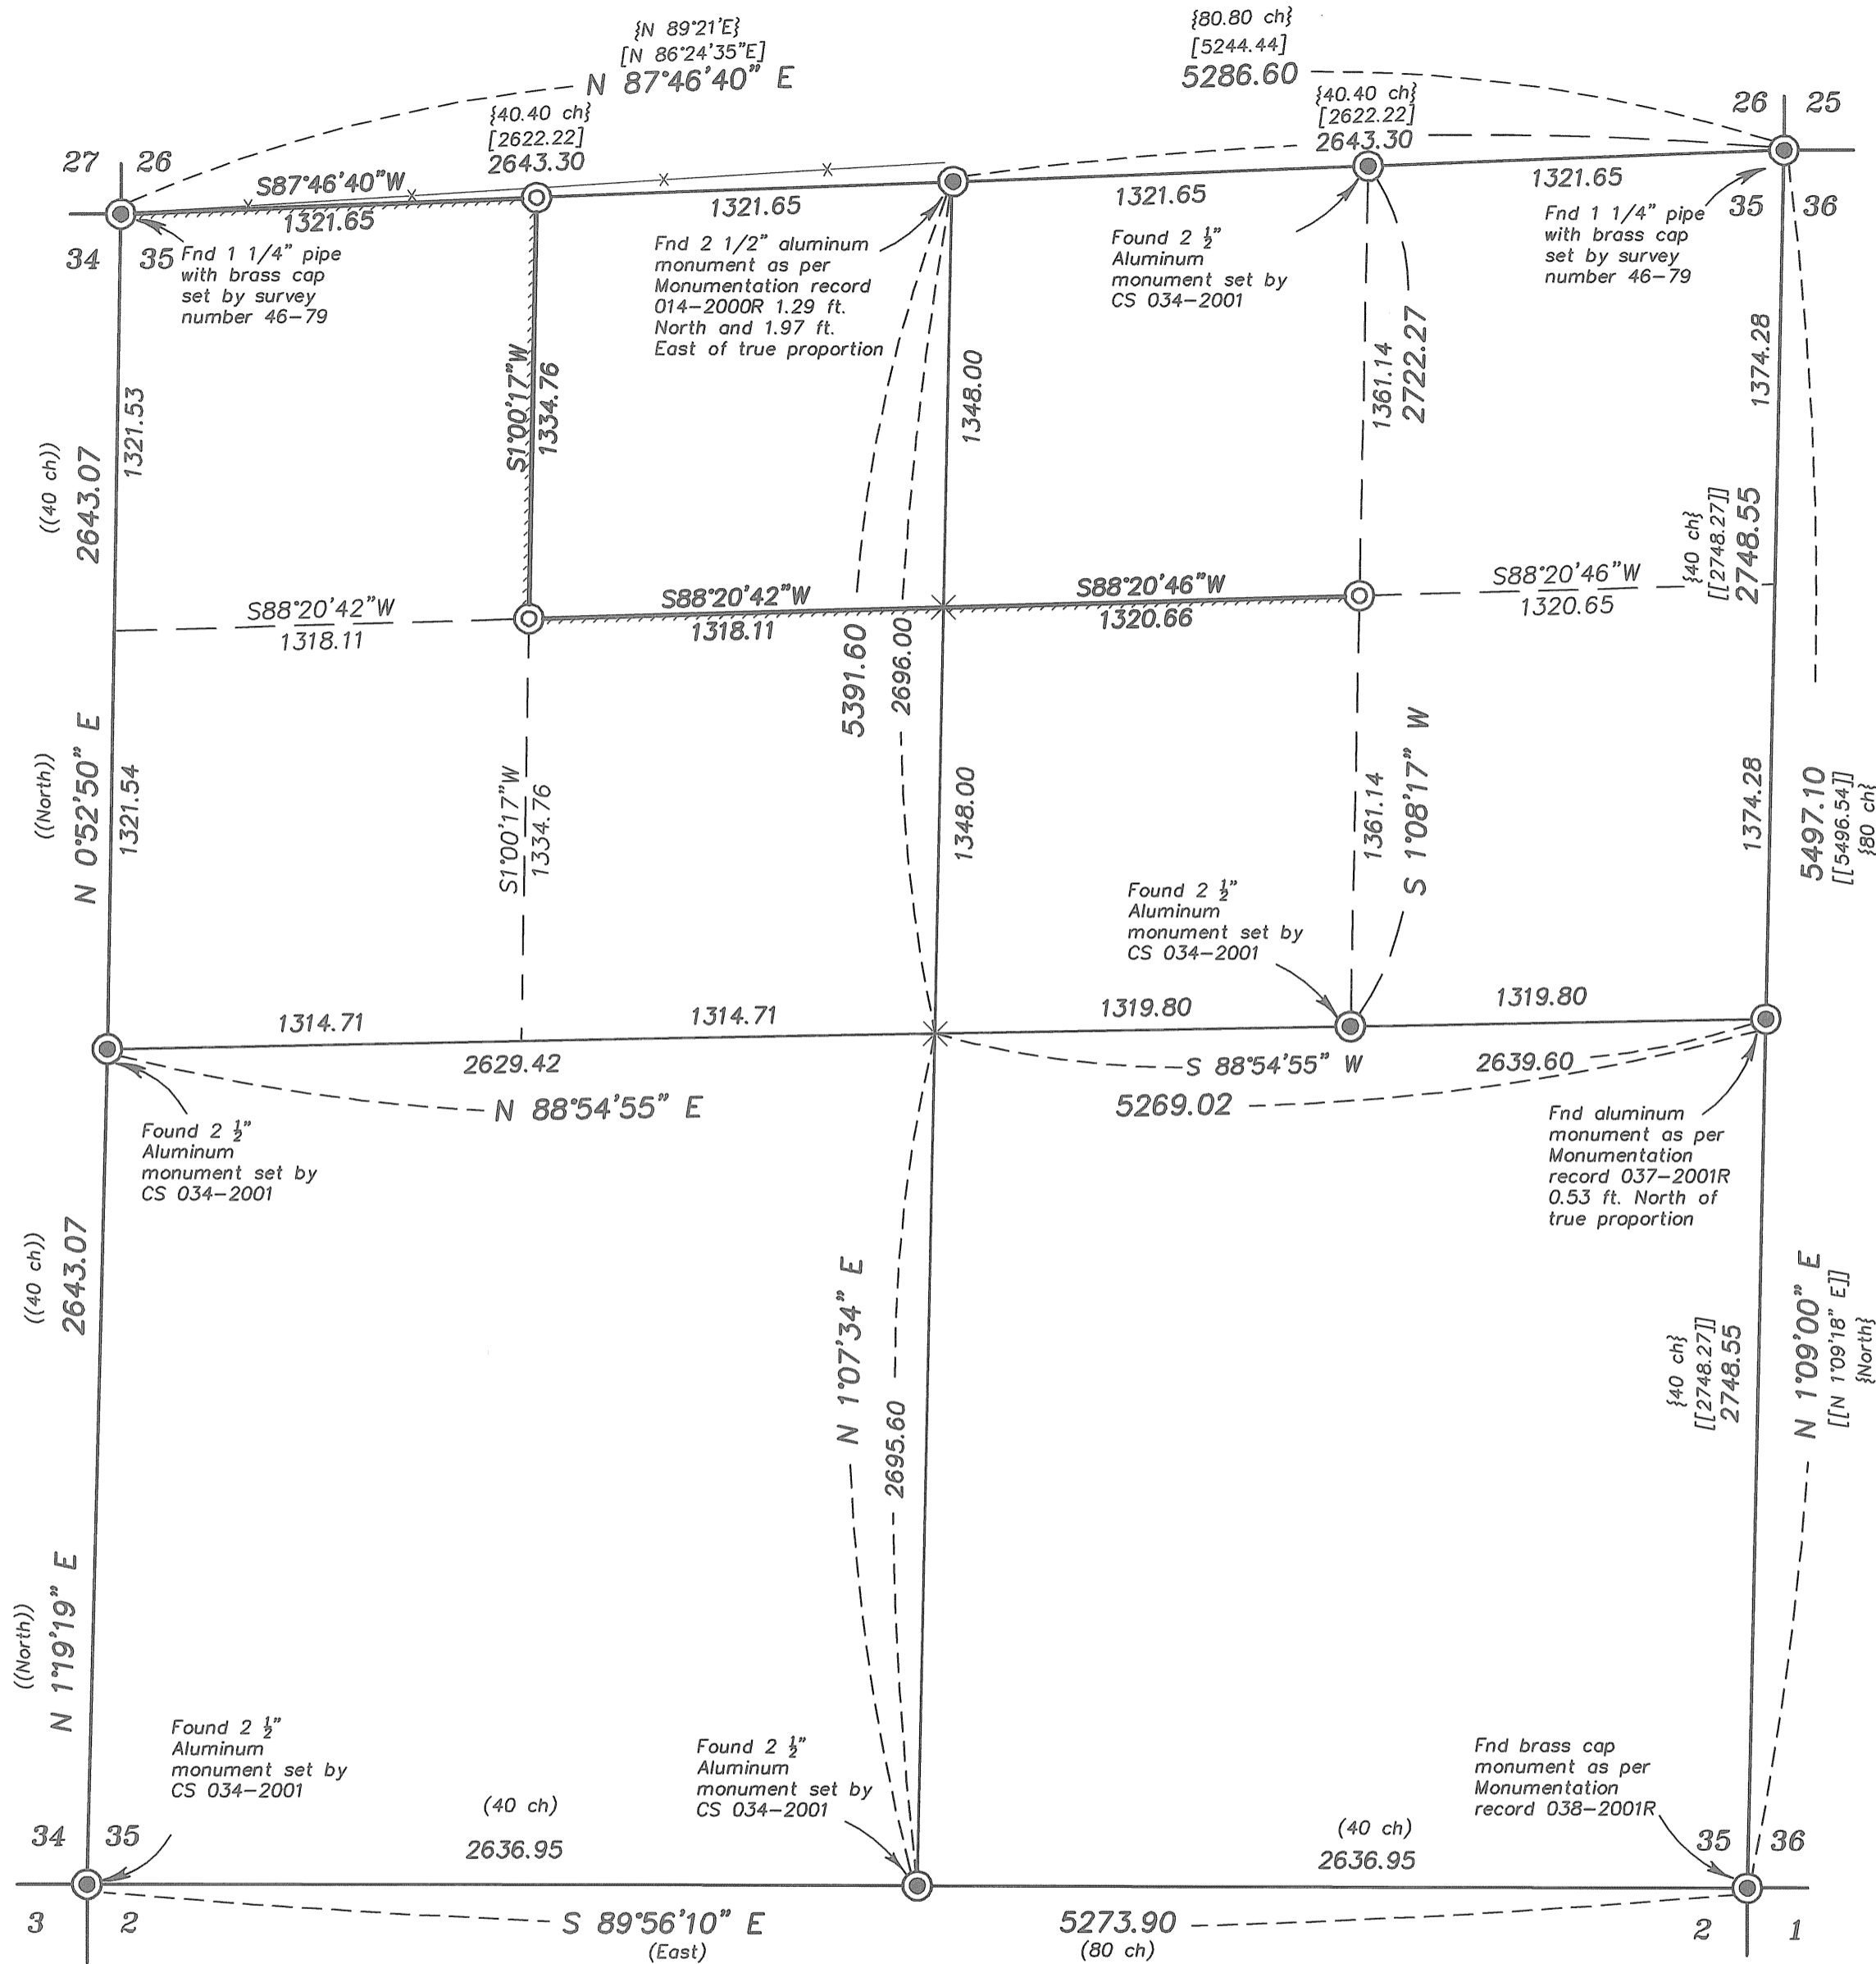 {N 89°21'E}
[N 86°24'35"E]
N 87°46'40" E
{80.80 ch}
[5244.44]
5286.60
{40.40 ch}
[2622.22]
2643.30
{40.40 ch}
[2622.22]
2643.30
27 26
34 35
26 25
35 36
S87°46'40"W
1321.65
1321.65
1321.65
1321.65
Fnd 1 1/4" pipe
with brass cap
set by survey
number 46-79
Fnd 2 1/2" aluminum
monument as per
Monumentation record
014-2000R 1.29 ft.
North and 1.97 ft.
East of true proportion
Found 2 ½"
Aluminum
monument set by
CS 034-2001
Fnd 1 1/4" pipe
with brass cap
set by survey
number 46-79
((40 ch))
2643.07
1321.53
S1°00'17"W
1334.76
1348.00
1361.14
2722.27
1374.28
{40 ch}
[[2748.27]]
2748.55
S88°20'42"W
1318.11
S88°20'42"W
1318.11
S88°20'46"W
1320.66
S88°20'46"W
1320.65
5391.60
2696.00
((North))
N 0°52'50" E
1321.54
S1°00'17"W
1334.76
1348.00
1361.14
S 1°08'17" W
1374.28
5497.10
[[5496.54]]
{80 ch}
Found 2 ½"
Aluminum
monument set by
CS 034-2001
1314.71
1314.71
1319.80
1319.80
2629.42
N 88°54'55" E
S 88°54'55" W
2639.60
5269.02
Found 2 ½"
Aluminum
monument set by
CS 034-2001
Fnd aluminum
monument as per
Monumentation
record 037-2001R
0.53 ft. North of
true proportion
((40 ch))
2643.07
N 1°07'34" E
2695.60
{40 ch}
[[2748.27]]
2748.55
N 1°09'00" E
[[N 1°09'18" E]]
{North}
((North))
N 1°19'19" E
Found 2 ½"
Aluminum
monument set by
CS 034-2001
Found 2 ½"
Aluminum
monument set by
CS 034-2001
Fnd brass cap
monument as per
Monumentation
record 038-2001R
(40 ch)
2636.95
(40 ch)
2636.95
34 35
3 2
35 36
2 1
S 89°56'10" E
(East)
5273.90
(80 ch)